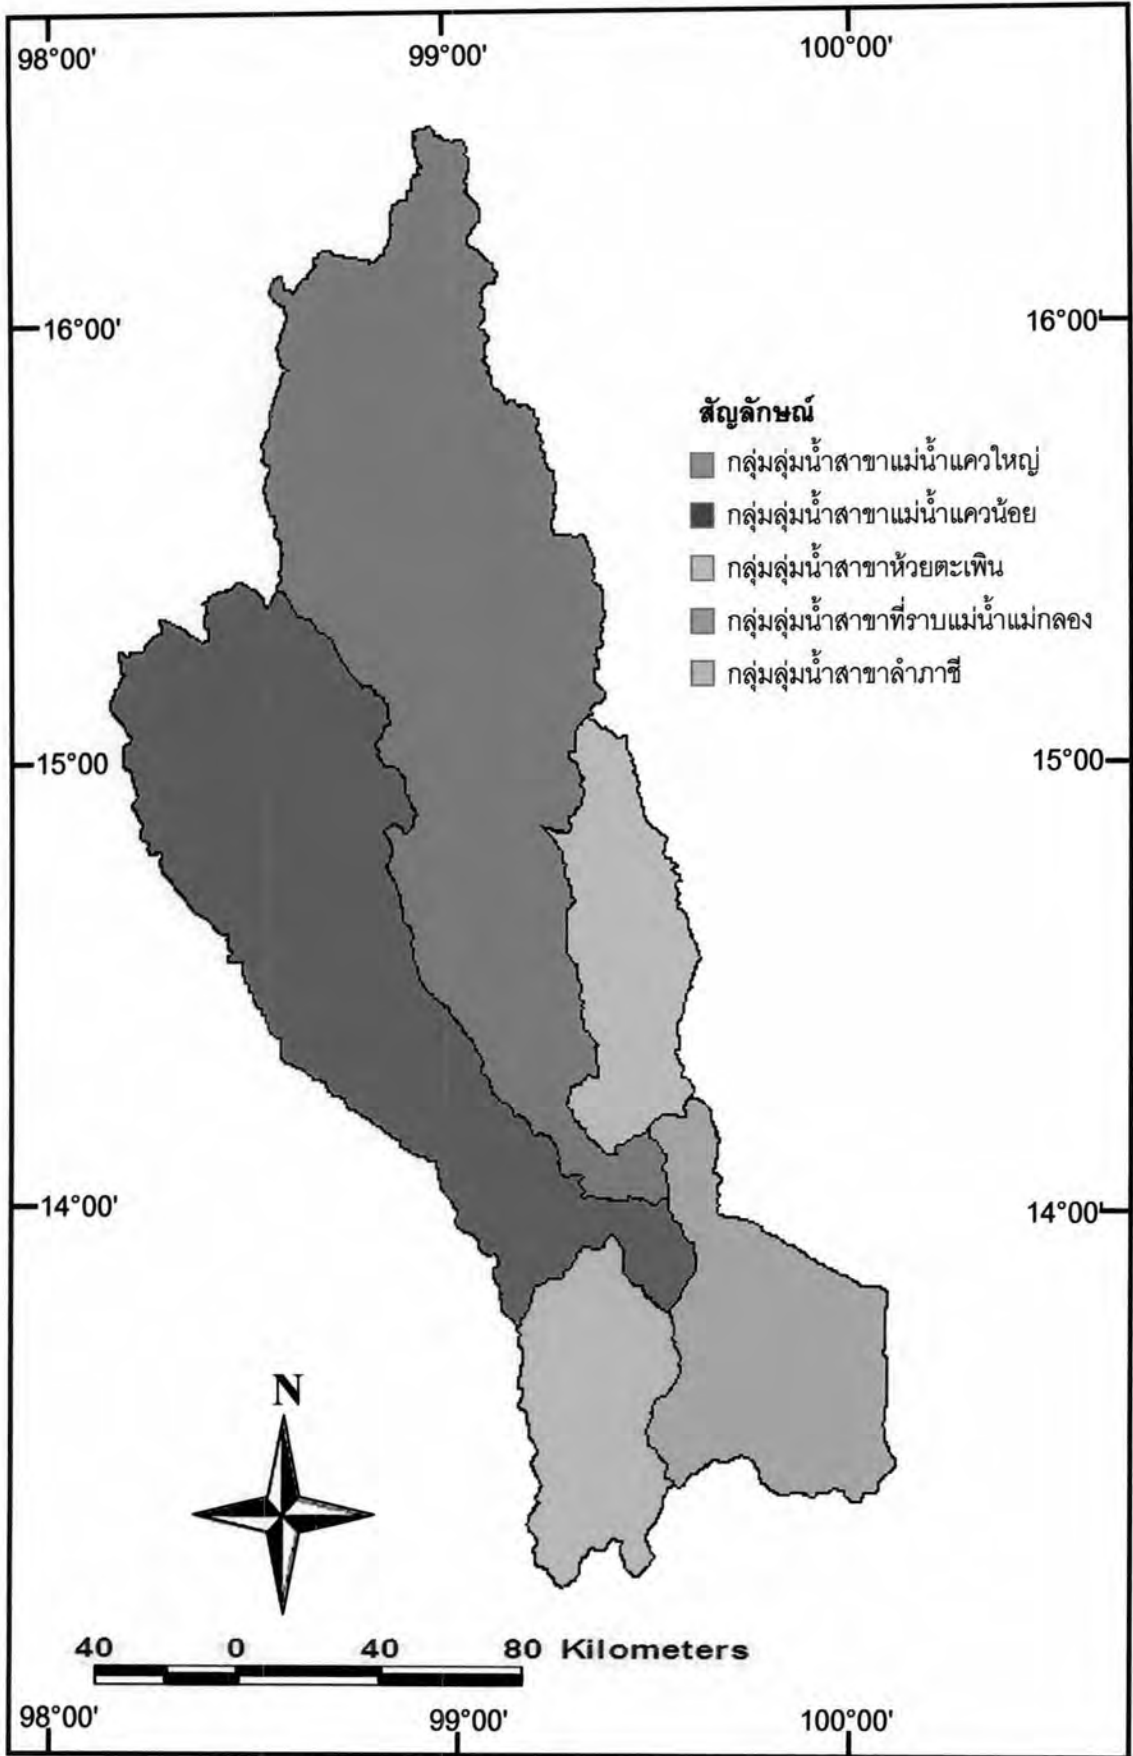 98°00'
99°00'
100°00'
16°00'
16°00'
สัญลักษณ์
กลุ่มลุ่มน้ำสาขาแม่น้ำแควใหญ่
กลุ่มลุ่มน้ำสาขาแม่น้ำแควน้อย
กลุ่มลุ่มน้ำสาขาห้วยตะเพิน
กลุ่มลุ่มน้ำสาขาที่ราบแม่น้ำแม่กลอง
กลุ่มลุ่มน้ำสาขาลำภาชี
15°00
15°00
14°00'
14°00'
N
40 0 40 80 Kilometers
98°00'
99°00'
100°00'